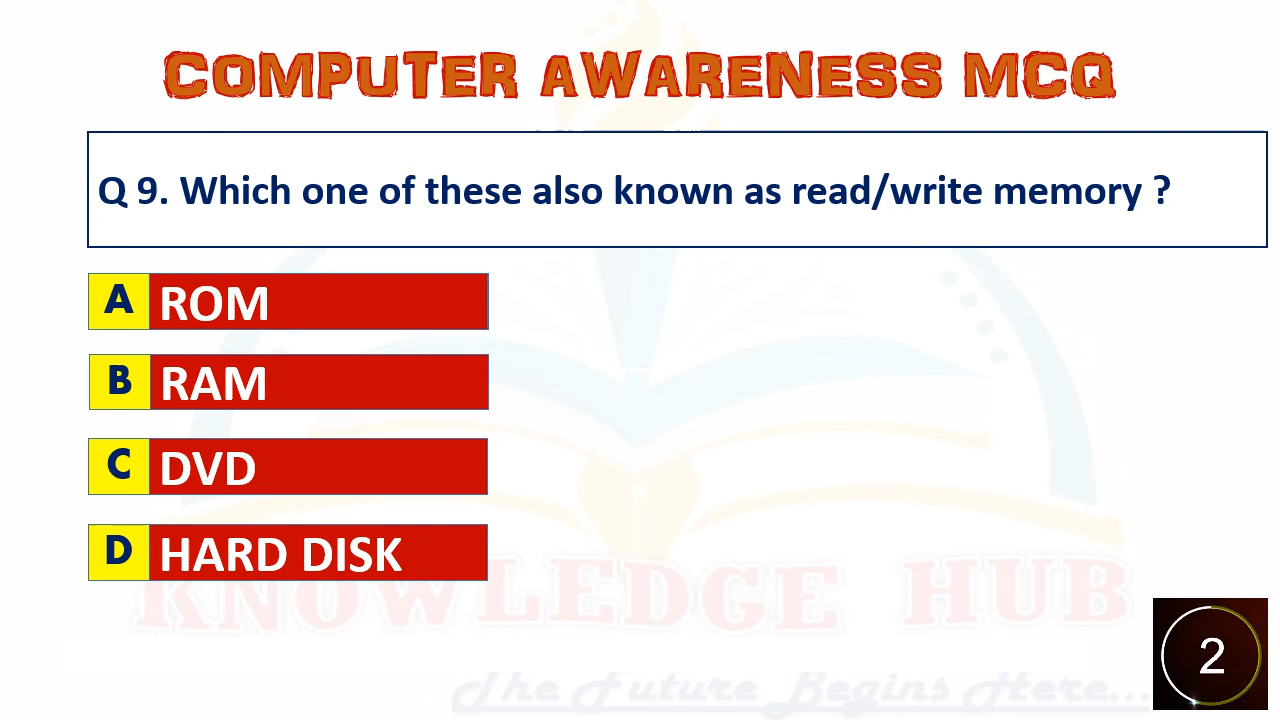 COMPUTER AWARENESS MCQ
Q 9. Which one of these also known as read/write memory ?
A ROM
B RAM
C DVD
D HARD DISK
KNOWLEDGE HUB
The Future Begins Here...
2